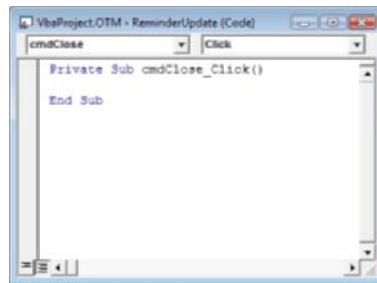 VbaProject.OTM - ReminderUpdate (Code)
cmdClose Click
Private Sub cmdClose_Click()
End Sub